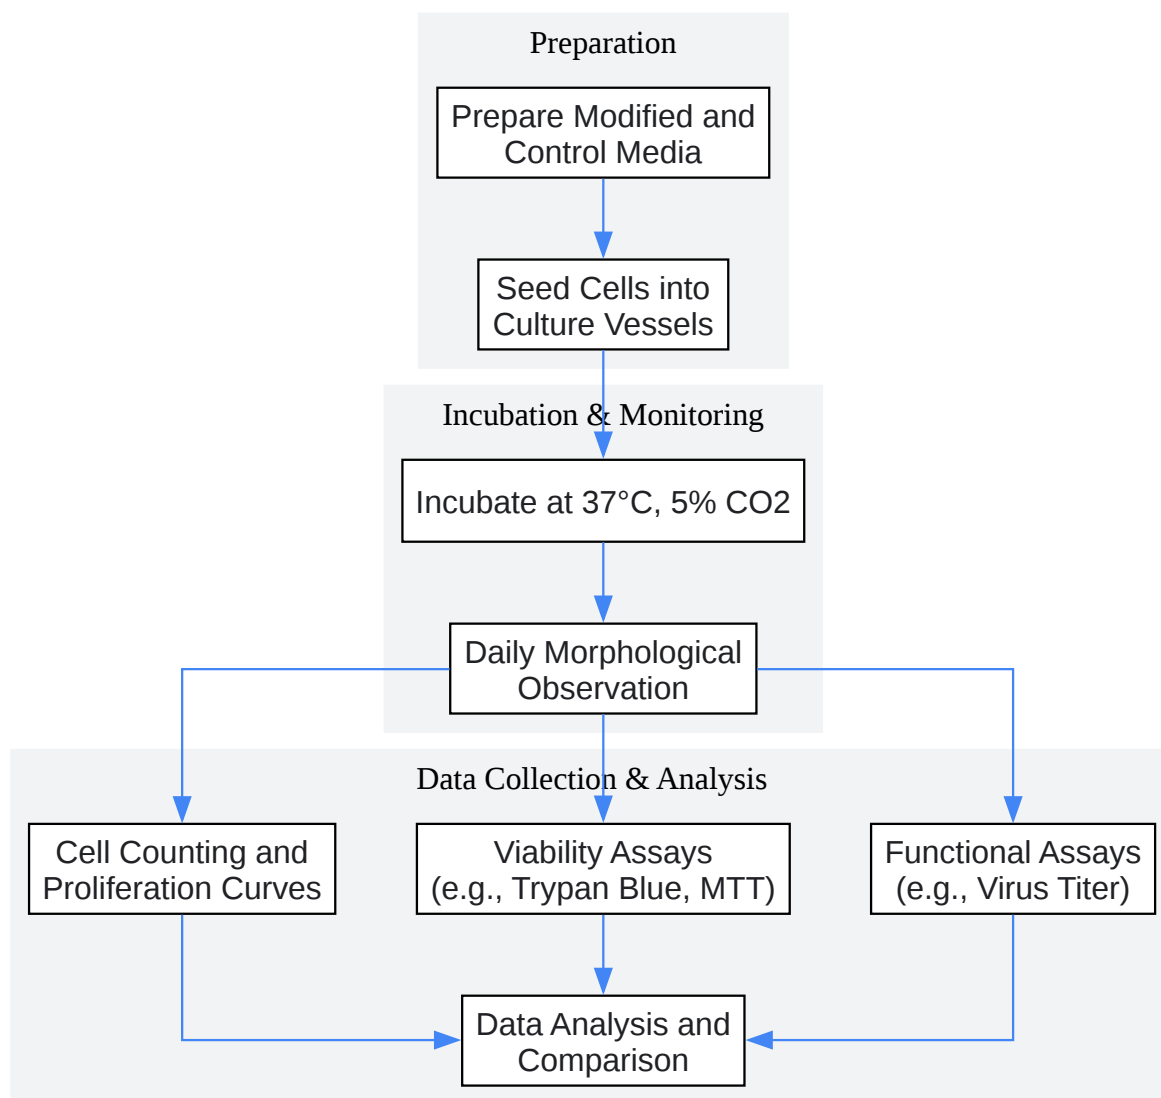 Preparation
Prepare Modified and
Control Media
Seed Cells into
Culture Vessels
Incubation & Monitoring
Incubate at 37°C, 5% CO2
Daily Morphological
Observation
Data Collection & Analysis
Cell Counting and
Proliferation Curves
Viability Assays
(e.g., Trypan Blue, MTT)
Functional Assays
(e.g., Virus Titer)
Data Analysis and
Comparison